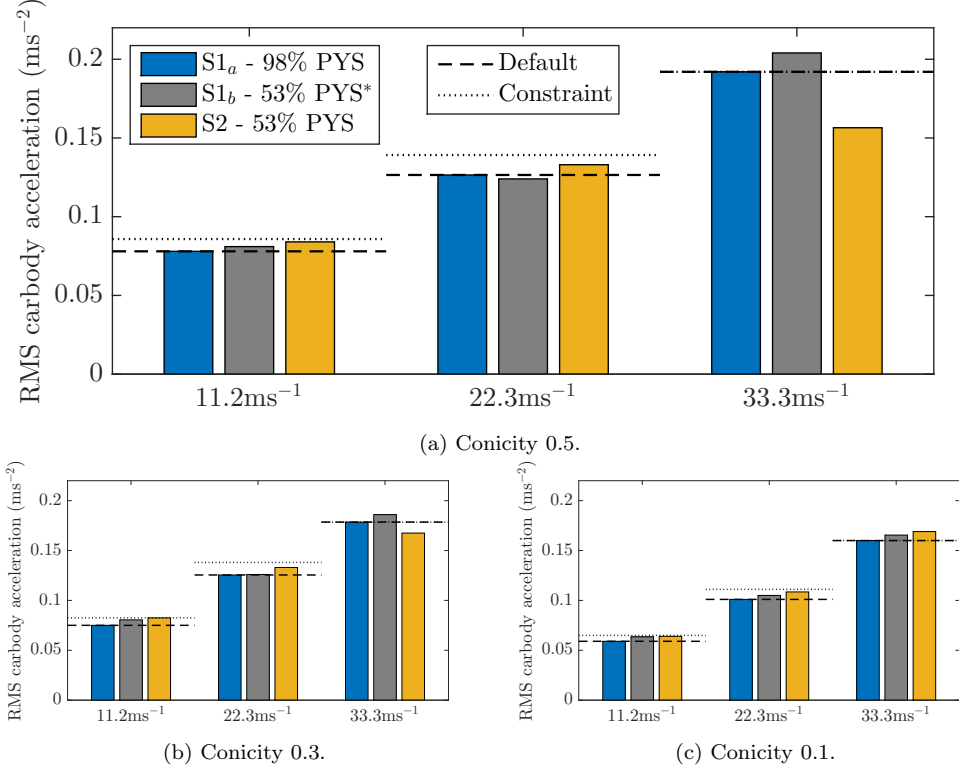 RMS carbody acceleration (ms⁻²)
0.2
0.15
0.1
0.05
0
S1ₐ - 98% PYS
S1_b - 53% PYS*
S2 - 53% PYS
Default
Constraint
11.2ms⁻¹ 22.3ms⁻¹ 33.3ms⁻¹
(a) Conicity 0.5.
RMS carbody acceleration (ms⁻²)
0.2
0.15
0.1
0.05
0
11.2ms⁻¹ 22.3ms⁻¹ 33.3ms⁻¹
(b) Conicity 0.3.
RMS carbody acceleration (ms⁻²)
0.2
0.15
0.1
0.05
0
11.2ms⁻¹ 22.3ms⁻¹ 33.3ms⁻¹
(c) Conicity 0.1.